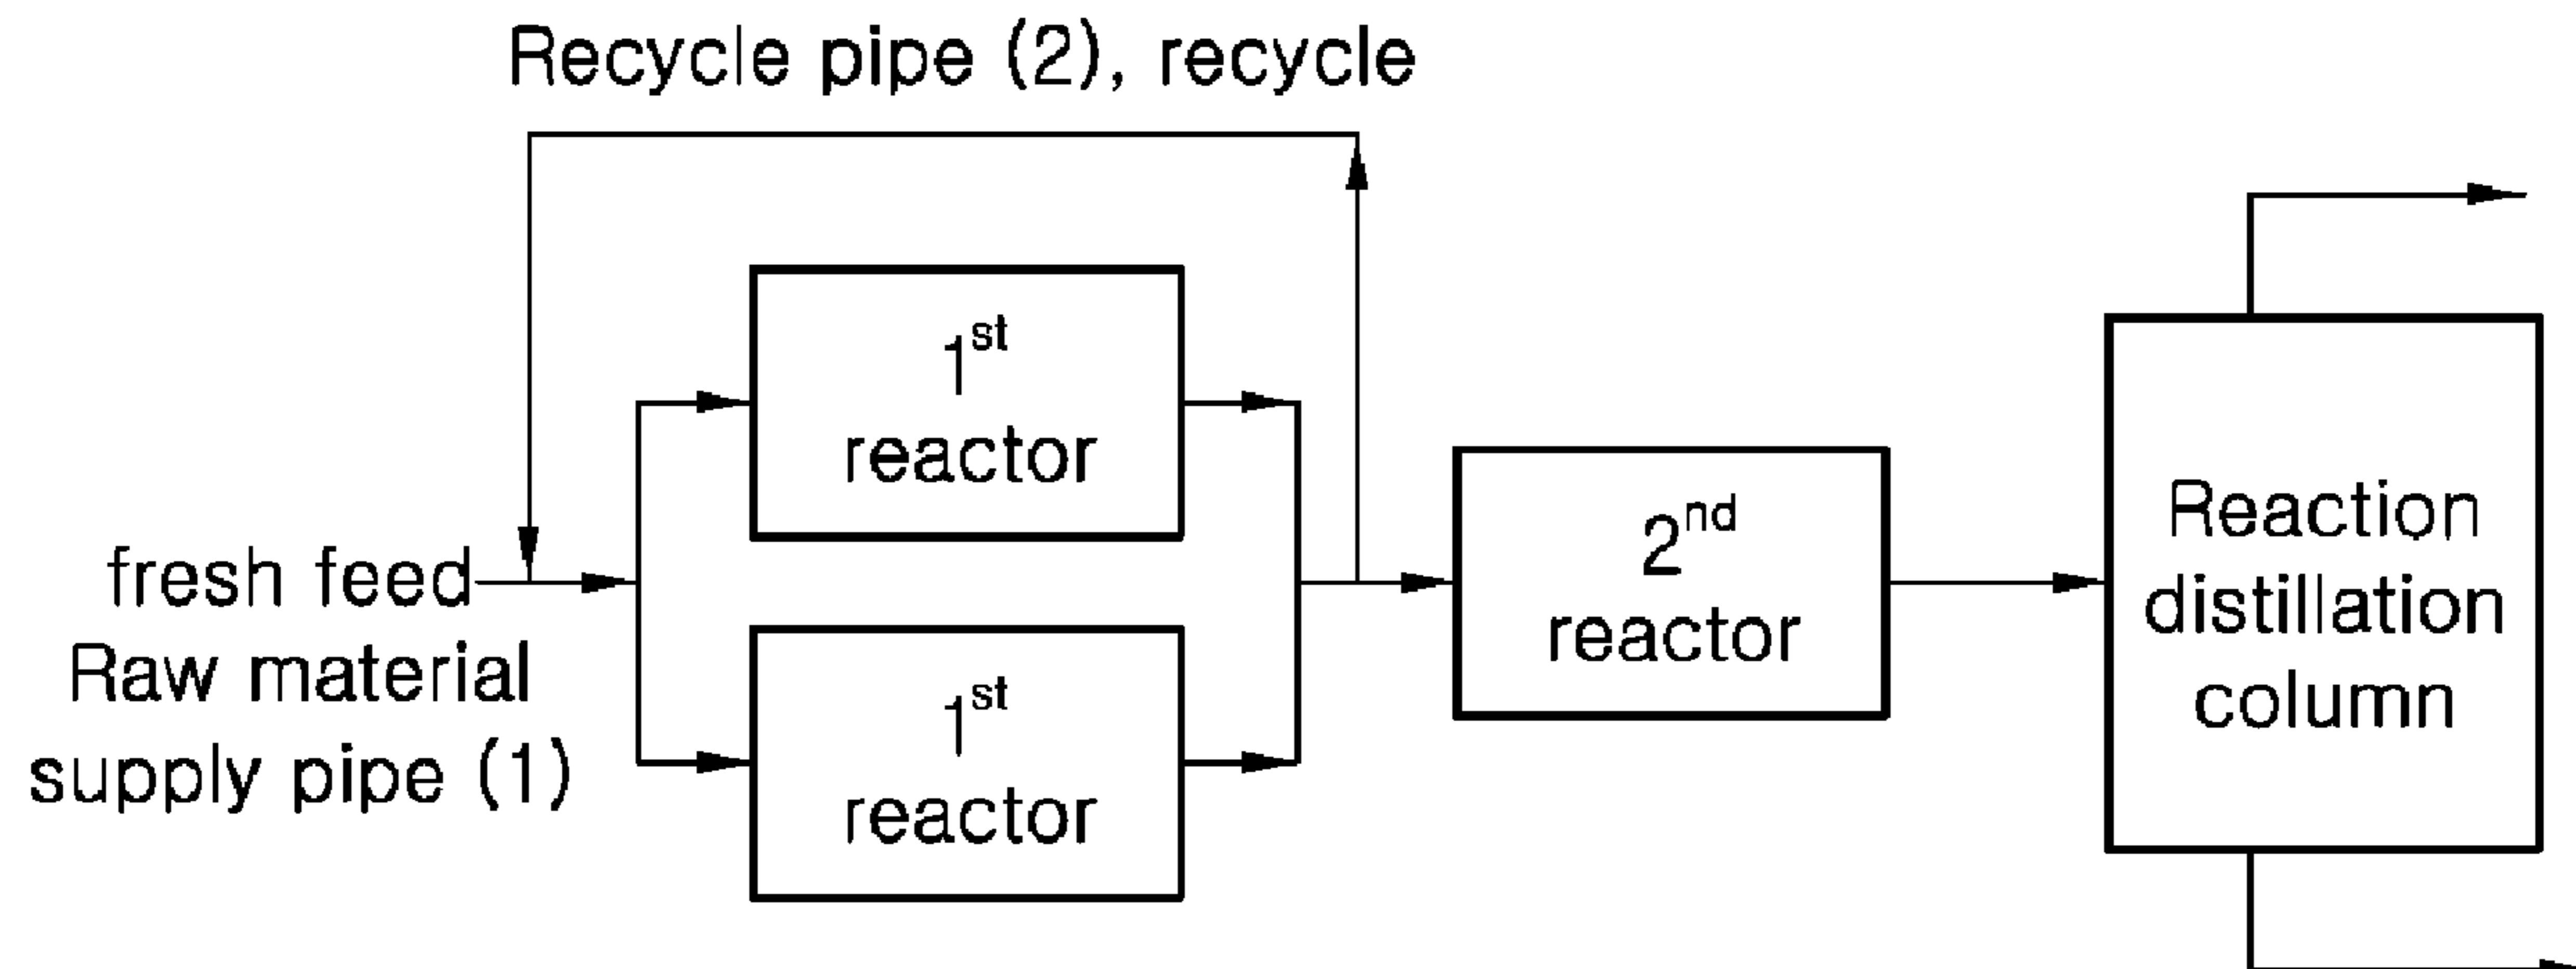 Recycle pipe (2), recycle
1st
reactor
fresh feed
Raw material
supply pipe (1)
1st
reactor
2nd
reactor
Reaction
distillation
column